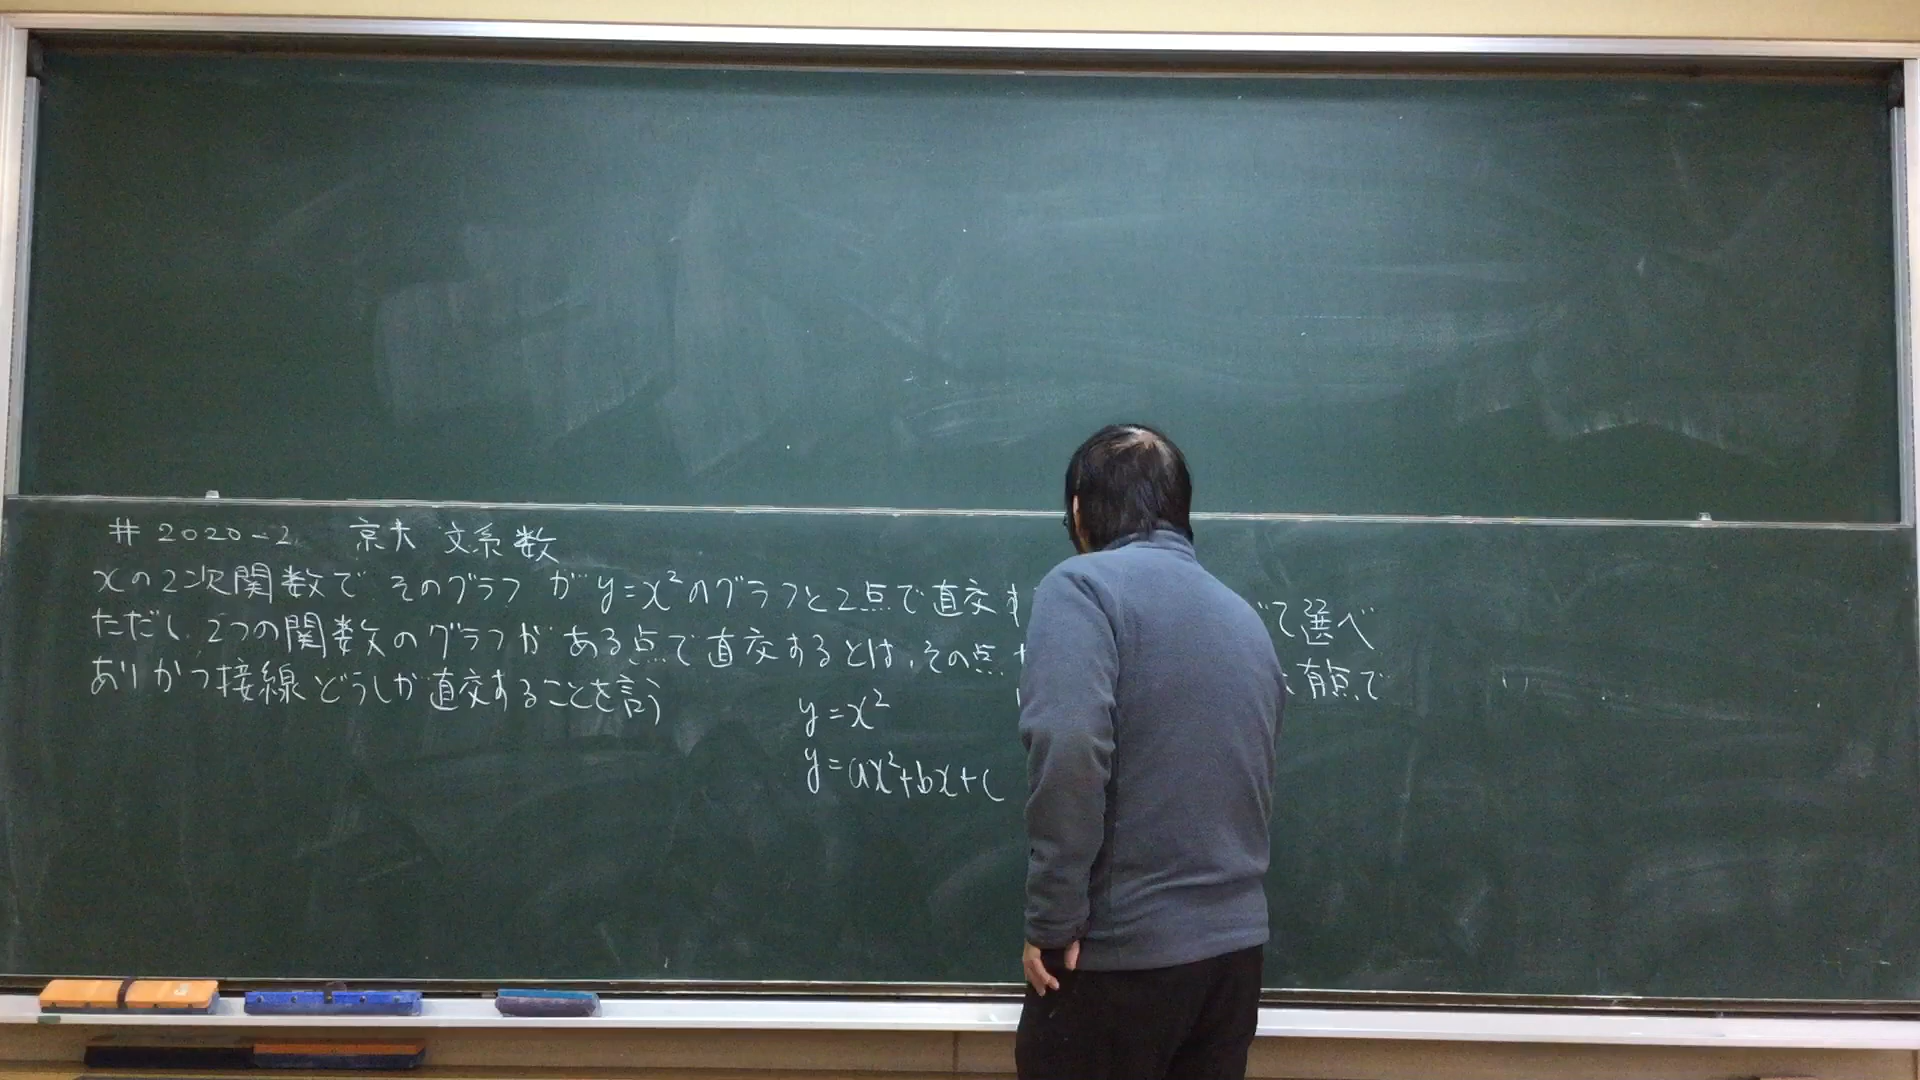 # 2020-2 京大 文系数
xの2次関数で そのグラフ が y=x²のグラフと2点で直交 て選べ
ただし 2つの関数のグラフが ある点で直交するとは、その点 有点で
ありかつ接線どうしが直交することを言う
y=x²
y=ax²+bx+c